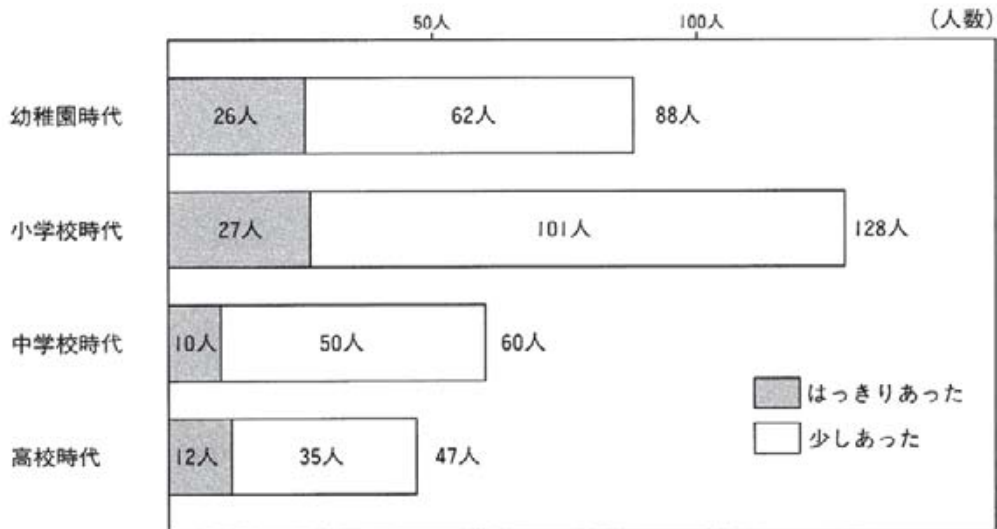 50人 100人 (人数)
幼稚園時代 26人 62人 88人
小学校時代 27人 101人 128人
中学校時代 10人 50人 60人
はっきりあった
少しあった
高校時代 12人 35人 47人